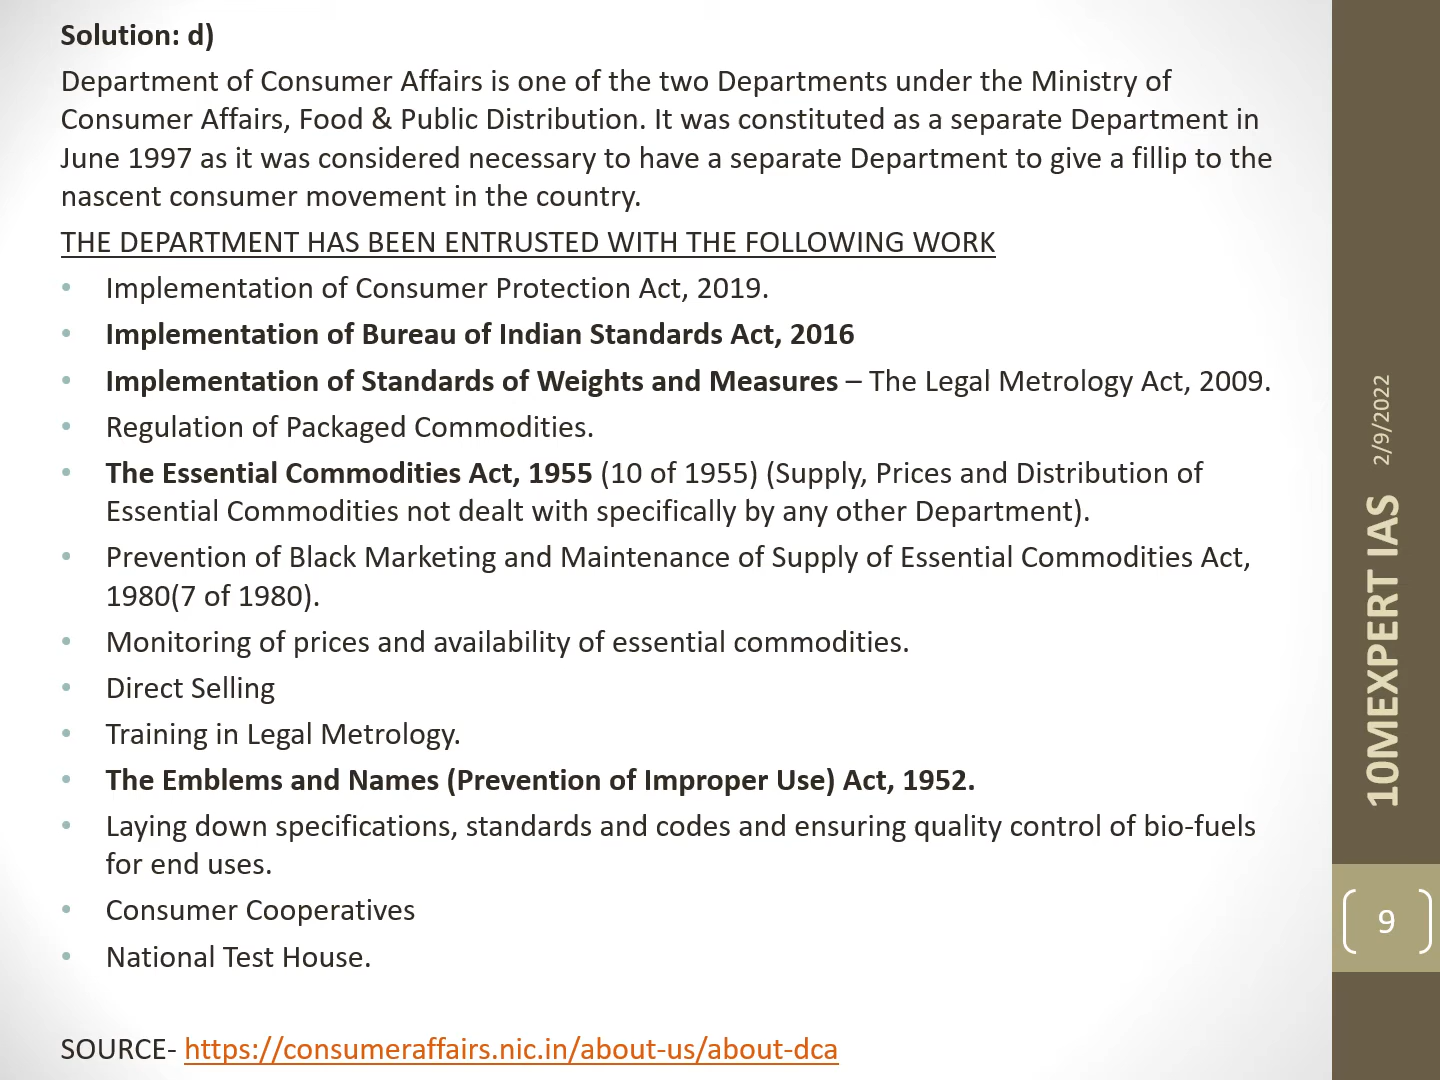 Solution: d)
Department of Consumer Affairs is one of the two Departments under the Ministry of
Consumer Affairs, Food & Public Distribution. It was constituted as a separate Department in
June 1997 as it was considered necessary to have a separate Department to give a fillip to the
nascent consumer movement in the country.
THE DEPARTMENT HAS BEEN ENTRUSTED WITH THE FOLLOWING WORK
• Implementation of Consumer Protection Act, 2019.
• Implementation of Bureau of Indian Standards Act, 2016
• Implementation of Standards of Weights and Measures – The Legal Metrology Act, 2009.
• Regulation of Packaged Commodities.
• The Essential Commodities Act, 1955 (10 of 1955) (Supply, Prices and Distribution of
Essential Commodities not dealt with specifically by any other Department).
• Prevention of Black Marketing and Maintenance of Supply of Essential Commodities Act,
1980(7 of 1980).
• Monitoring of prices and availability of essential commodities.
• Direct Selling
• Training in Legal Metrology.
• The Emblems and Names (Prevention of Improper Use) Act, 1952.
• Laying down specifications, standards and codes and ensuring quality control of bio-fuels
for end uses.
• Consumer Cooperatives
• National Test House.
SOURCE- https://consumeraffairs.nic.in/about-us/about-dca
10MEXPERT IAS 2/9/2022
9